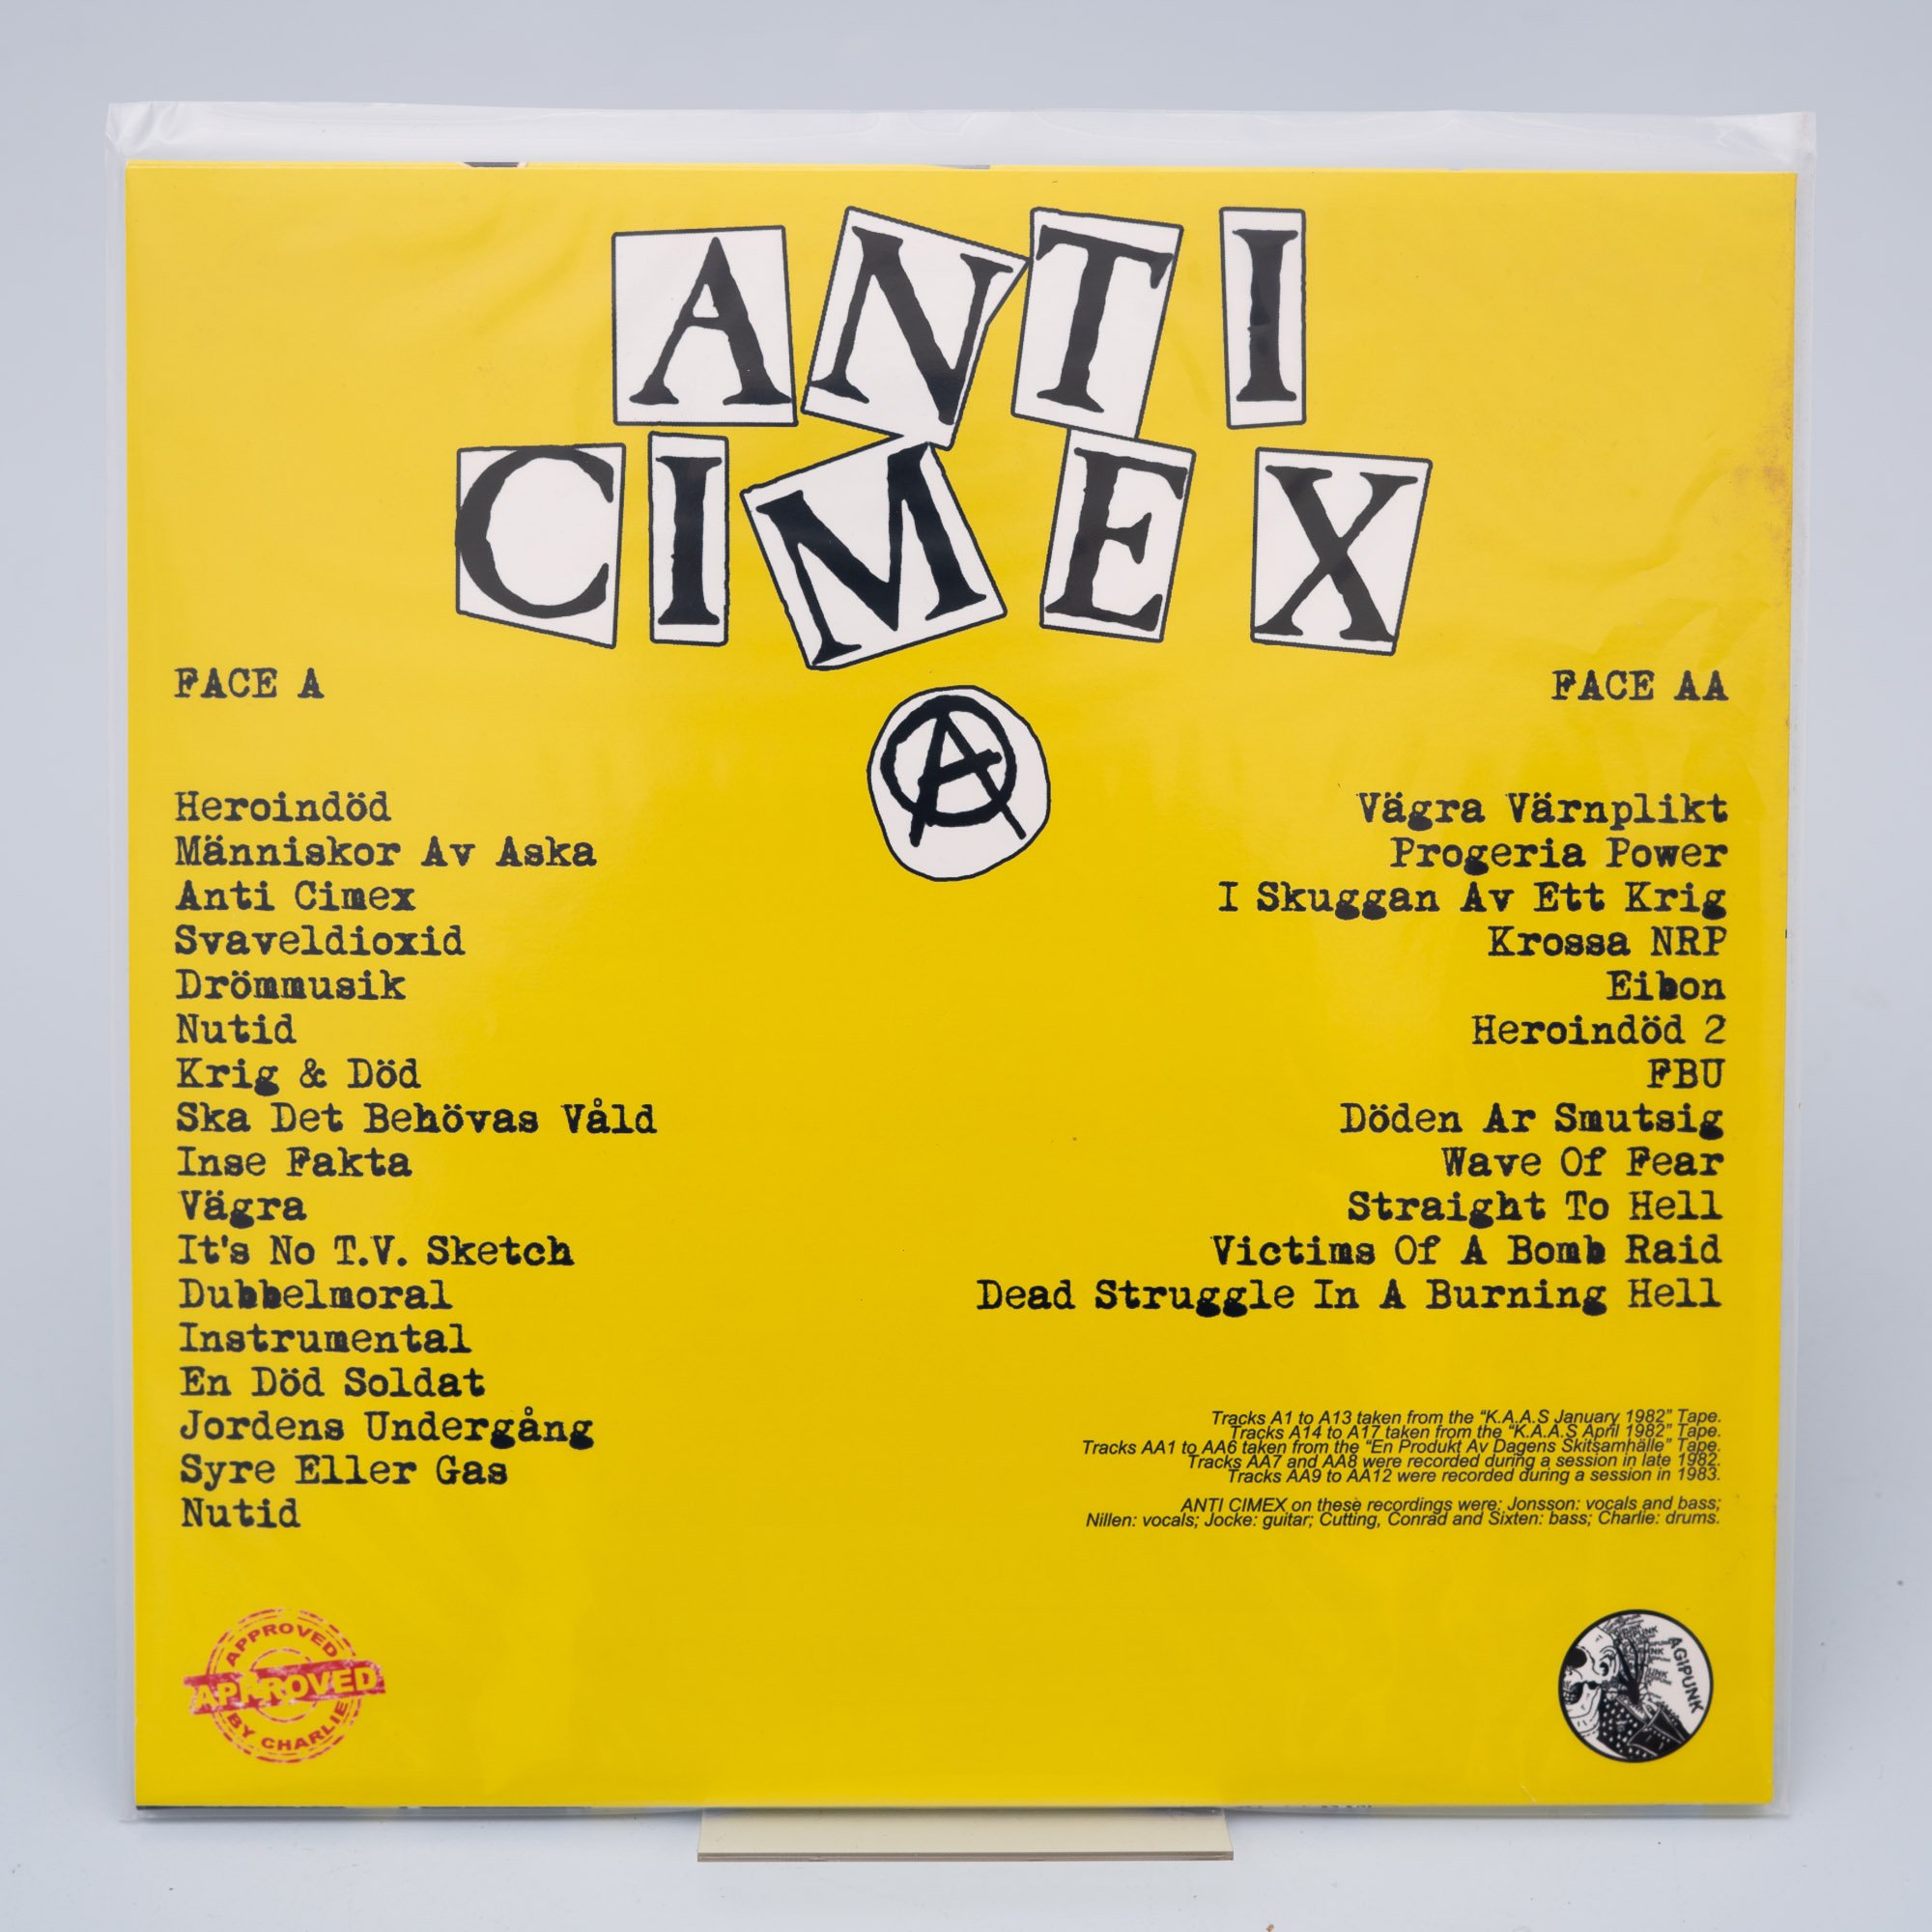 ANTI
CIMEX
FACE A
Heroindöd
Människor Av Aska
Anti Cimex
Svaveldioxid
Drömmusik
Nutid
Krig & Död
Ska Det Behövas Våld
Inse Fakta
Vägra
It's No T.V. Sketch
Dubbelmoral
Instrumental
En Död Soldat
Jordens Undergång
Syre Eller Gas
Nutid
FACE AA
Vägra Värnplikt
Progeria Power
I Skuggan Av Ett Krig
Krossa NRP
Eibon
Heroindöd 2
FBU
Döden Ar Smutsig
Wave Of Fear
Straight To Hell
Victims Of A Bomb Raid
Dead Struggle In A Burning Hell
Tracks A1 to A13 taken from the “K.A.A.S January 1982” Tape.
Tracks A14 to A17 taken from the “K.A.A.S April 1982” Tape.
Tracks AA1 to AA6 taken from the “En Produkt Av Dagens Skitsamhälle” Tape.
Tracks AA7 and AA8 were recorded during a session in late 1982.
Tracks AA9 to AA12 were recorded during a session in 1983.
ANTI CIMEX on these recordings were: Jonsson: vocals and bass;
Nillen: vocals; Jocke: guitar; Cutting, Conrad and Sixten: bass; Charlie: drums.
APPROVED
APPROVED
BY CHARLIE
AGIPUNK